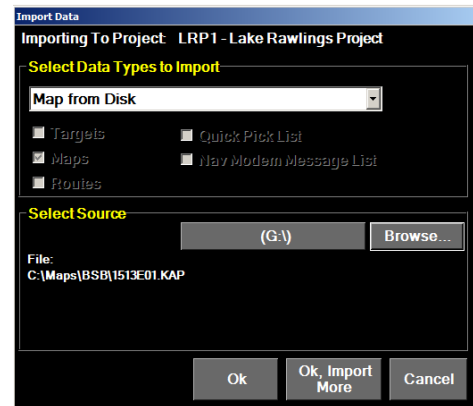 Import Data
Importing To Project: LRP1 - Lake Rawlings Project
Select Data Types to Import
Map from Disk
Targets
Quick Pick List
Maps
Nav Modem Message List
Routes
Select Source
(G:\)
Browse...
File:
C:\Maps\BSB\1513E01.KAP
Ok
Ok, Import
More
Cancel